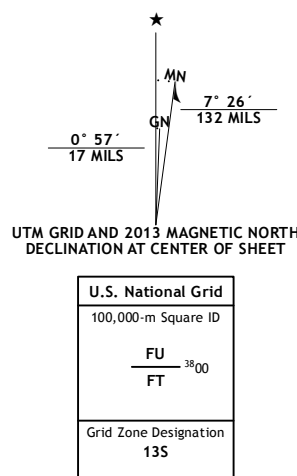 ★
MN
GN
7° 26´
132 MILS
0° 57´
17 MILS
UTM GRID AND 2013 MAGNETIC NORTH
DECLINATION AT CENTER OF SHEET
U.S. National Grid
100,000-m Square ID
FU
3800
FT
Grid Zone Designation
13S